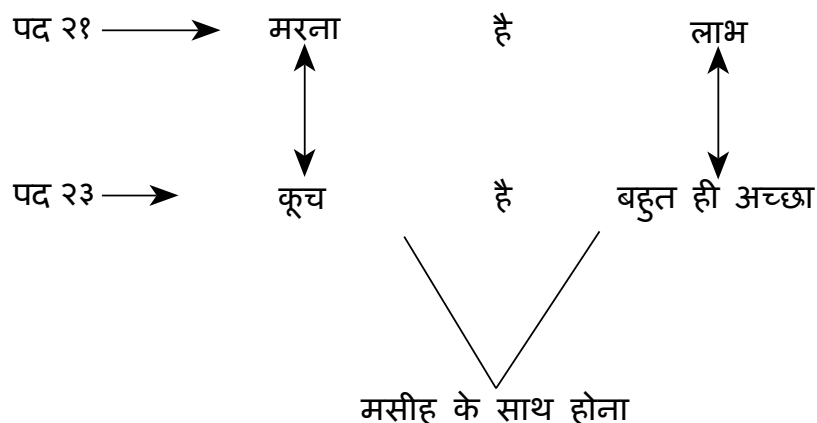 पद २१ मरना है लाभ
पद २३ कूच है बहुत ही अच्छा
मसीह के साथ होना